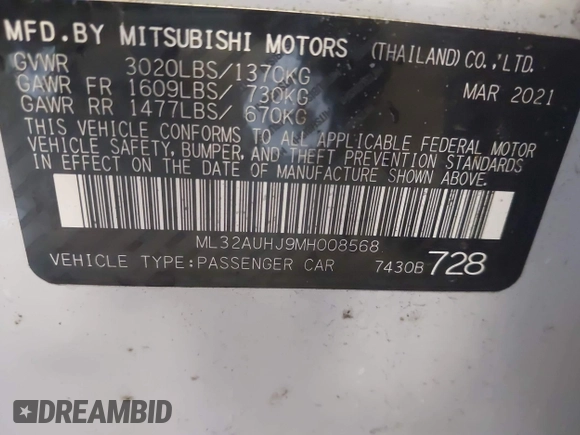 MFD.BY MITSUBISHI MOTORS (THAILAND)CO.,LTD.
GVWR 3020LBS/1370KG MAR 2021
GAWR FR 1609LBS/ 730KG
GAWR RR 1477LBS/ 670KG
THIS VEHICLE CONFORMS TO ALL APPLICABLE FEDERAL MOTOR
VEHICLE SAFETY, BUMPER, AND THEFT PREVENTION STANDARDS
IN EFFECT ON THE DATE OF MANUFACTURE SHOWN ABOVE.
ML32AUHJ9MH008568
VEHICLE TYPE:PASSENGER CAR 7430B 728
DREAMBID